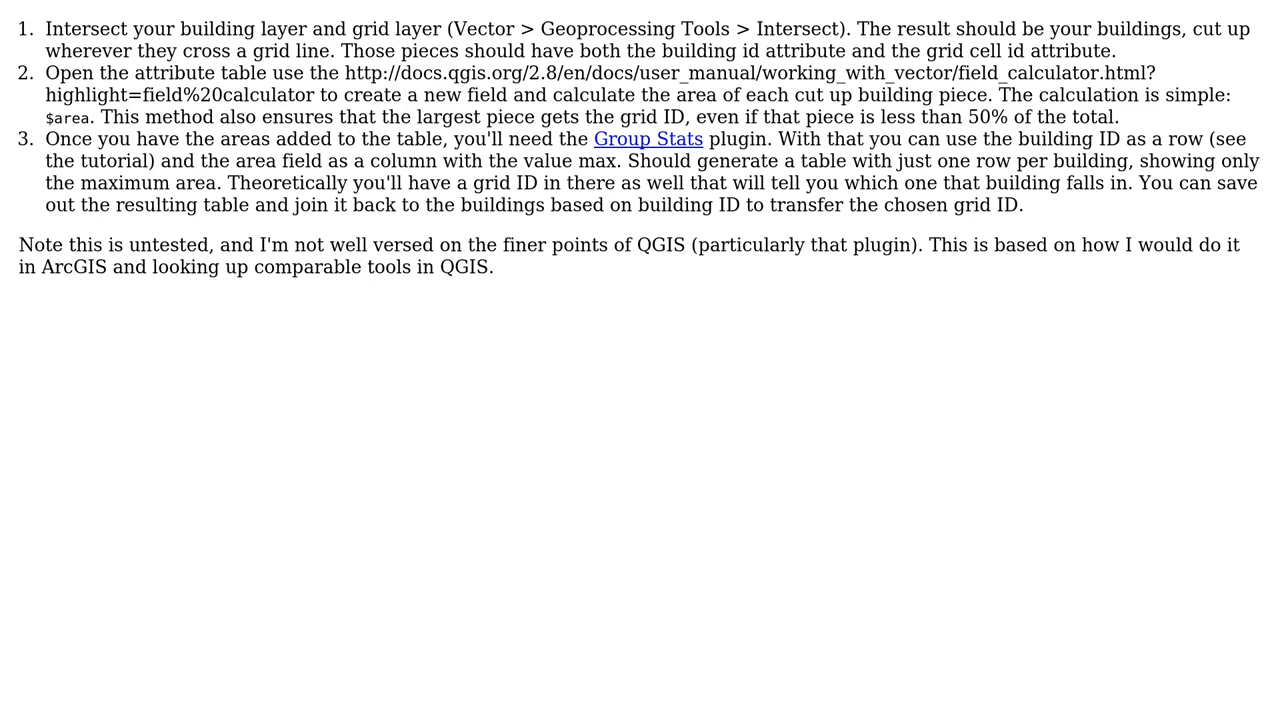 1. Intersect your building layer and grid layer (Vector > Geoprocessing Tools > Intersect). The result should be your buildings, cut up
wherever they cross a grid line. Those pieces should have both the building id attribute and the grid cell id attribute.
2. Open the attribute table use the http://docs.qgis.org/2.8/en/docs/user_manual/working_with_vector/field_calculator.html?
highlight=field%20calculator to create a new field and calculate the area of each cut up building piece. The calculation is simple:
$area. This method also ensures that the largest piece gets the grid ID, even if that piece is less than 50% of the total.
3. Once you have the areas added to the table, you'll need the Group Stats plugin. With that you can use the building ID as a row (see
the tutorial) and the area field as a column with the value max. Should generate a table with just one row per building, showing only
the maximum area. Theoretically you'll have a grid ID in there as well that will tell you which one that building falls in. You can save
out the resulting table and join it back to the buildings based on building ID to transfer the chosen grid ID.
Note this is untested, and I'm not well versed on the finer points of QGIS (particularly that plugin). This is based on how I would do it
in ArcGIS and looking up comparable tools in QGIS.